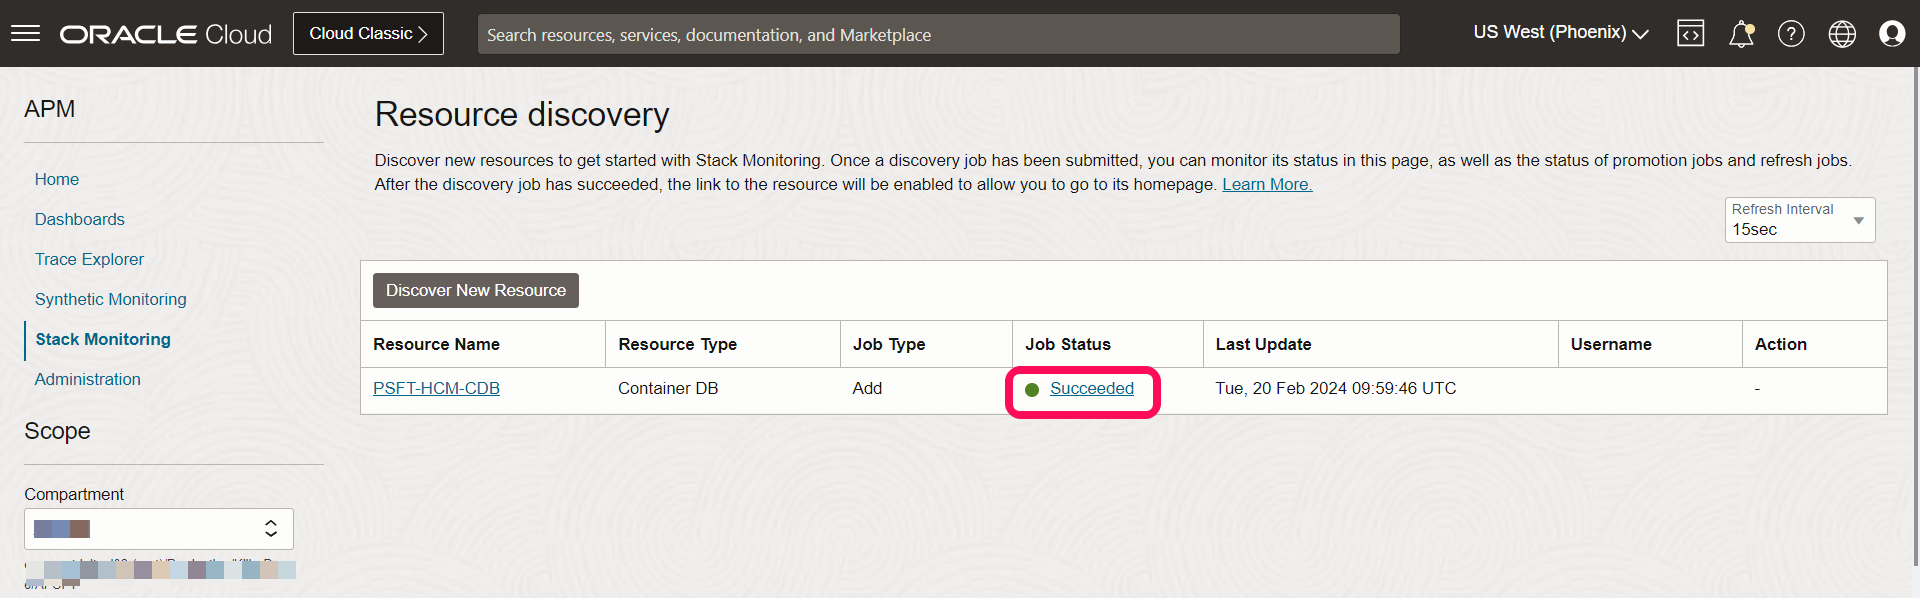 ORACLE Cloud
Cloud Classic
Search resources, services, documentation, and Marketplace
US West (Phoenix)
APM
Home
Dashboards
Trace Explorer
Synthetic Monitoring
Stack Monitoring
Administration
Scope
Compartment
Resource discovery
Discover new resources to get started with Stack Monitoring. Once a discovery job has been submitted, you can monitor its status in this page, as well as the status of promotion jobs and refresh jobs.
After the discovery job has succeeded, the link to the resource will be enabled to allow you to go to its homepage. Learn More.
Refresh Interval
15sec
Discover New Resource
Resource Name Resource Type Job Type Job Status Last Update Username Action
PSFT-HCM-CDB Container DB Add Succeeded Tue, 20 Feb 2024 09:59:46 UTC -